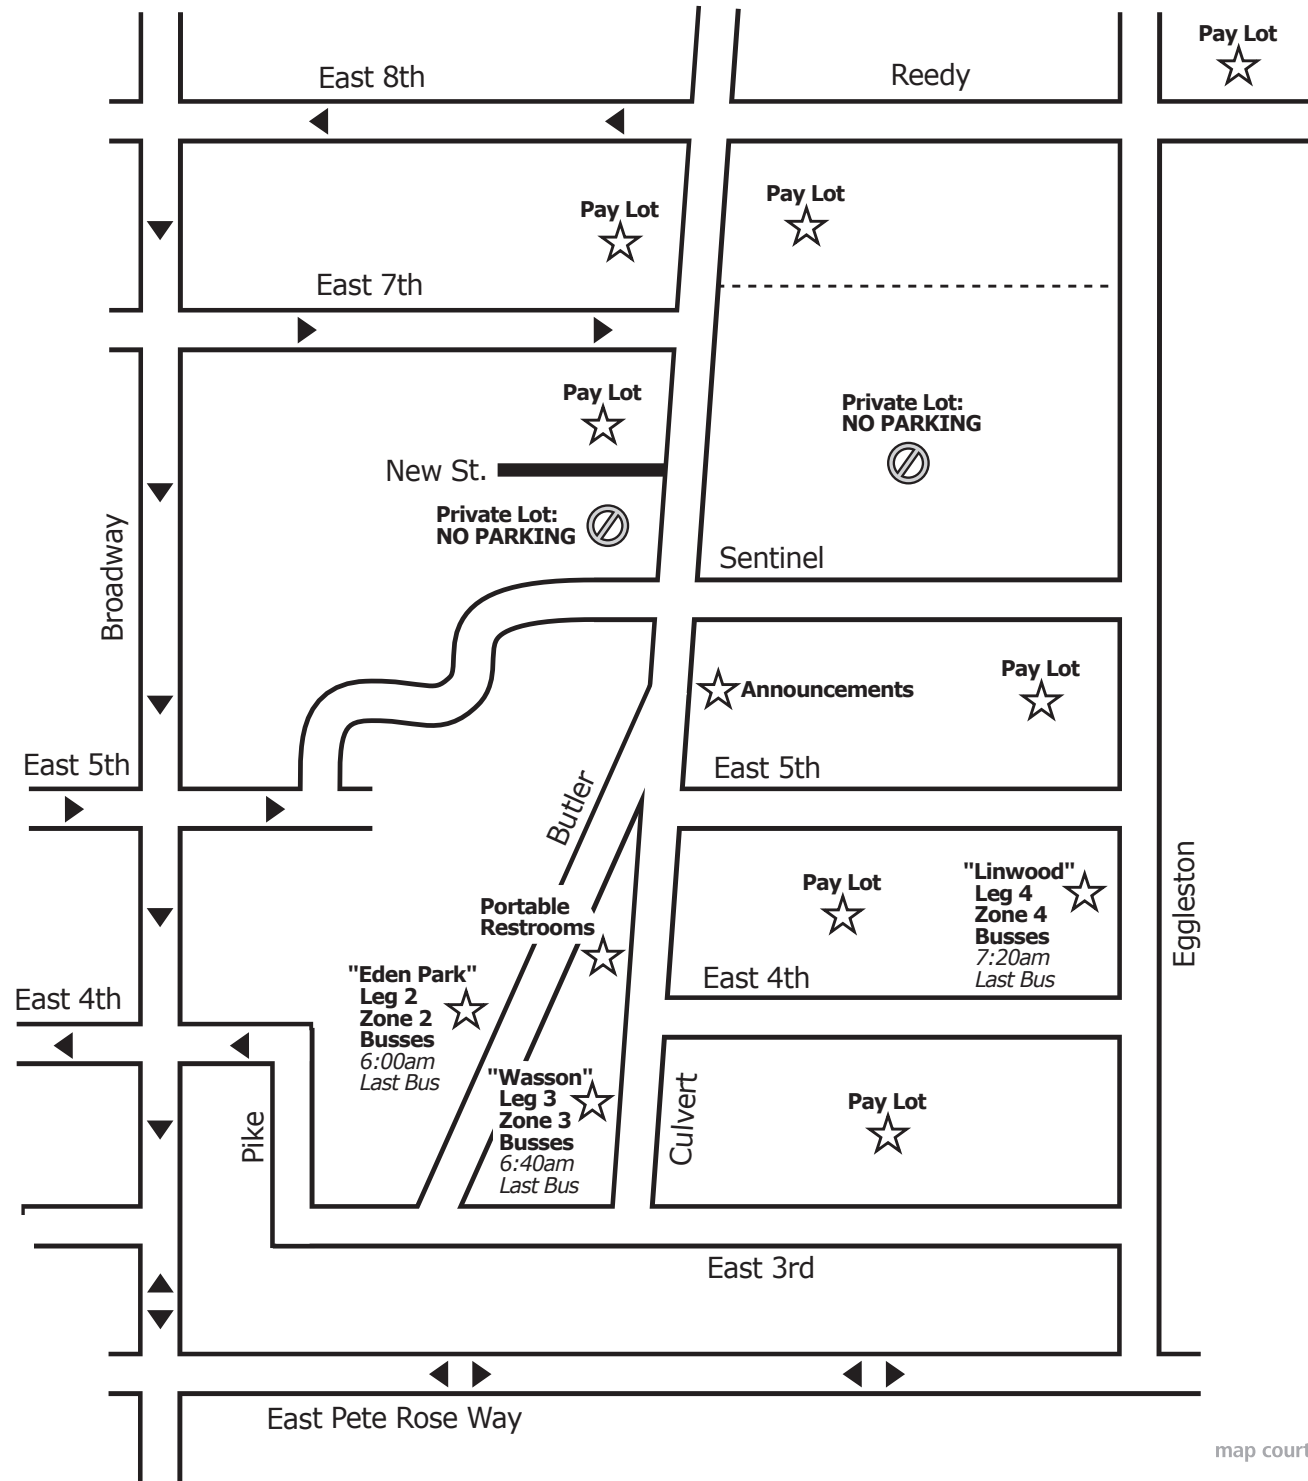 Pay Lot
East 8th
Reedy
Pay Lot
Pay Lot
East 7th
Pay Lot
Private Lot:
NO PARKING
New St.
Private Lot:
NO PARKING
Sentinel
Broadway
Announcements
Pay Lot
East 5th
East 5th
Butler
Eggleston
Pay Lot
"Linwood"
Leg 4
Zone 4
Busses
7:20am
Last Bus
Portable
Restrooms
East 4th
"Eden Park"
Leg 2
Zone 2
Busses
6:00am
Last Bus
East 4th
"Wasson"
Leg 3
Zone 3
Busses
6:40am
Last Bus
Culvert
Pay Lot
Pike
East 3rd
East Pete Rose Way
map court